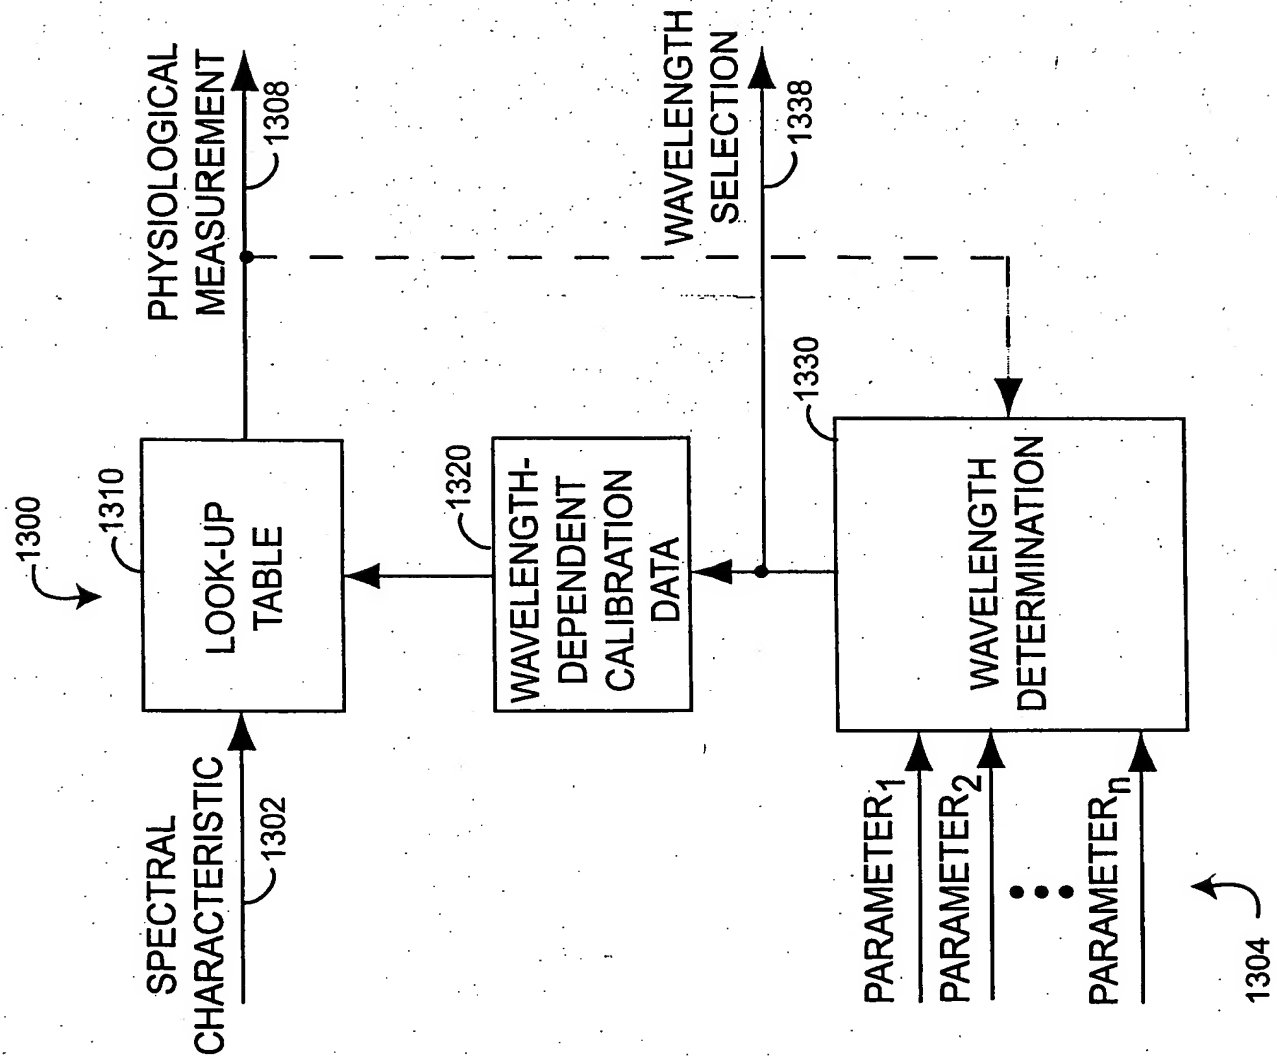 1300
SPECTRAL
CHARACTERISTIC
1302
1310
LOOK-UP
TABLE
PHYSIOLOGICAL
MEASUREMENT
1308
1320
WAVELENGTH-
DEPENDENT
CALIBRATION
DATA
WAVELENGTH
SELECTION
1338
1330
WAVELENGTH
DETERMINATION
PARAMETER1
PARAMETER2
PARAMETERn
1304